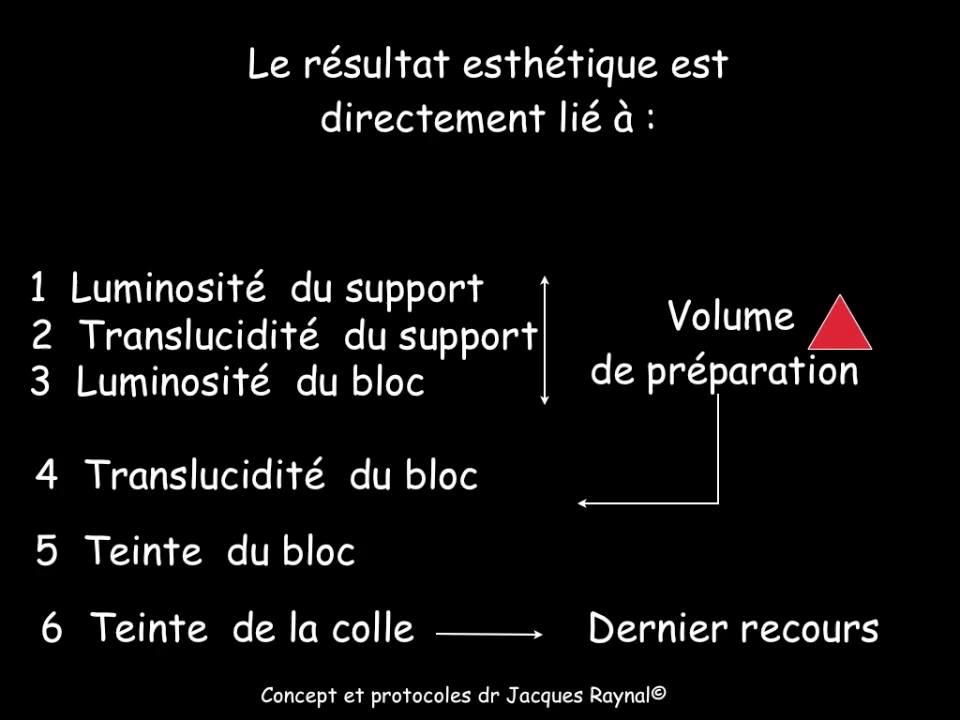 Le résultat esthétique est
directement lié à :
1 Luminosité du support
2 Translucidité du support
3 Luminosité du bloc
Volume
de préparation
4 Translucidité du bloc
5 Teinte du bloc
6 Teinte de la colle
Dernier recours
Concept et protocoles dr Jacques Raynal©